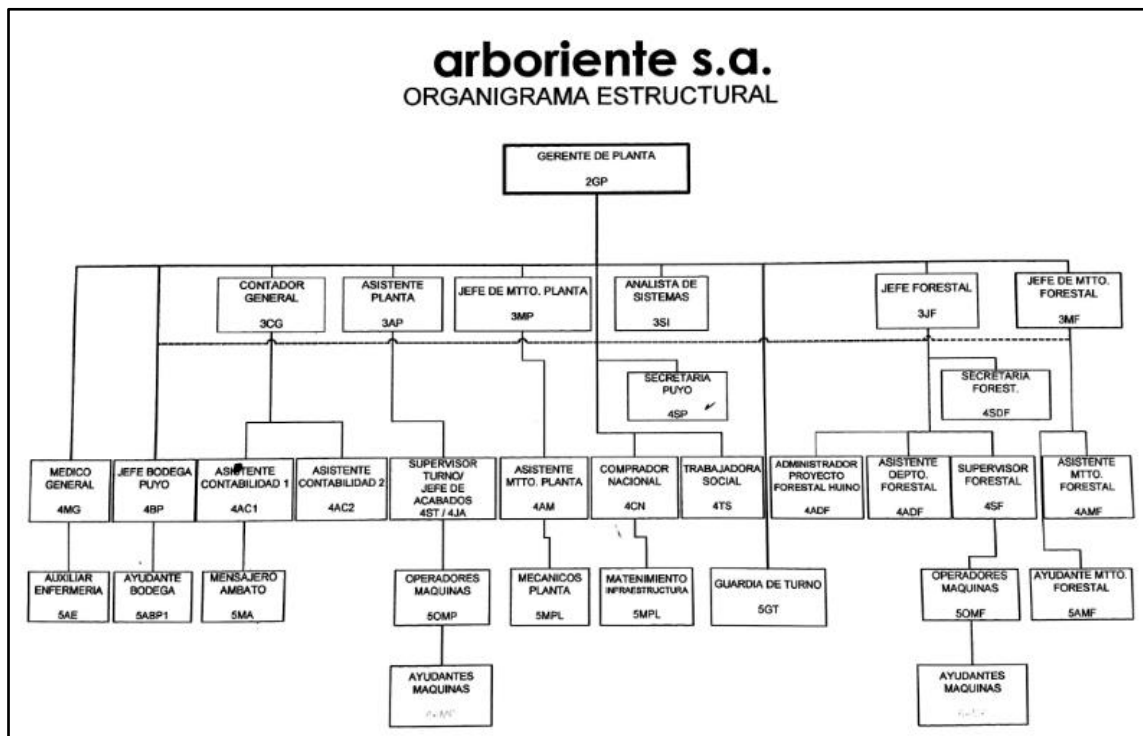 arboriente s.a.
ORGANIGRAMA ESTRUCTURAL
GERENTE DE PLANTA
2GP
CONTADOR
GENERAL
3CG
ASISTENTE
PLANTA
3AP
JEFE DE MTTO. PLANTA
3MP
ANALISTA DE
SISTEMAS
3SI
JEFE FORESTAL
3JF
JEFE DE MTTO.
FORESTAL
3MF
SECRETARIA
PUYO
4SP
SECRETARIA
FOREST.
4SDF
MEDICO
GENERAL
4MG
JEFE BODEGA
PUYO
4BP
ASISTENTE
CONTABILIDAD 1
4AC1
ASISTENTE
CONTABILIDAD 2
4AC2
SUPERVISOR
TURNO/
JEFE DE
ACABADOS
4ST / 4JA
ASISTENTE
MTTO. PLANTA
4AM
COMPRADOR
NACIONAL
4CN
TRABAJADORA
SOCIAL
4TS
ADMINISTRADOR
PROYECTO
FORESTAL HUINO
4ADF
ASISTENTE
DEPTO.
FORESTAL
4ADF
SUPERVISOR
FORESTAL
4SF
ASISTENTE
MTTO.
FORESTAL
4AMF
AUXILIAR
ENFERMERIA
5AE
AYUDANTE
BODEGA
5ABP1
MENSAJERO
AMBATO
5MA
OPERADORES
MAQUINAS
5OMP
MECANICOS
PLANTA
5MPL
MATENIMIENTO
INFRAESTRUCTURA
5MPL
GUARDIA DE TURNO
5GT
OPERADORES
MAQUINAS
5OMF
AYUDANTE MTTO.
FORESTAL
5AMF
AYUDANTES
MAQUINAS
AYUDANTES
MAQUINAS